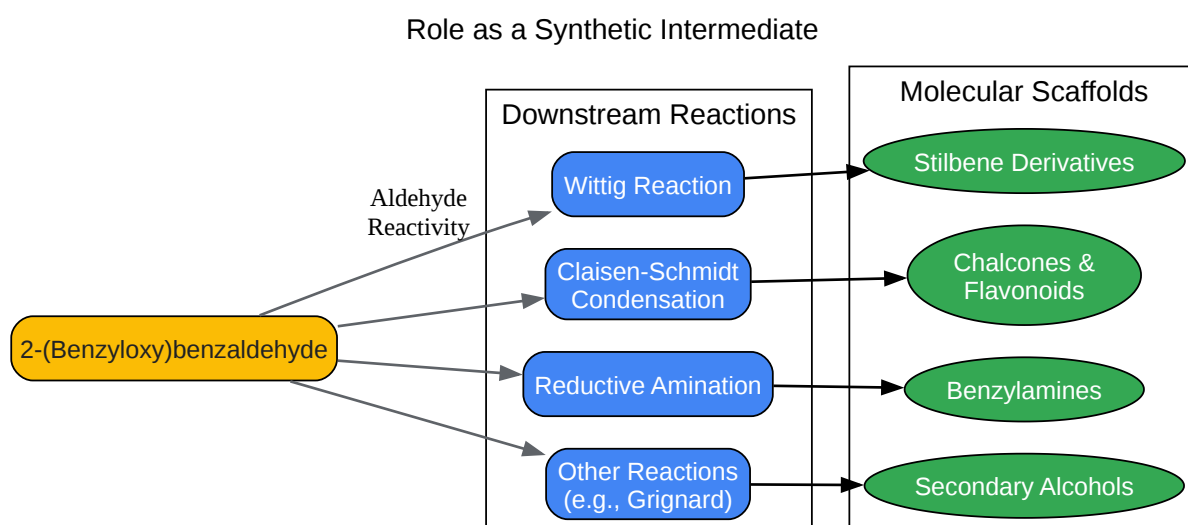 Role as a Synthetic Intermediate
Downstream Reactions
Molecular Scaffolds
Aldehyde
Reactivity
2-(Benzyloxy)benzaldehyde
Wittig Reaction
Stilbene Derivatives
Claisen-Schmidt
Condensation
Chalcones &
Flavonoids
Reductive Amination
Benzylamines
Other Reactions
(e.g., Grignard)
Secondary Alcohols